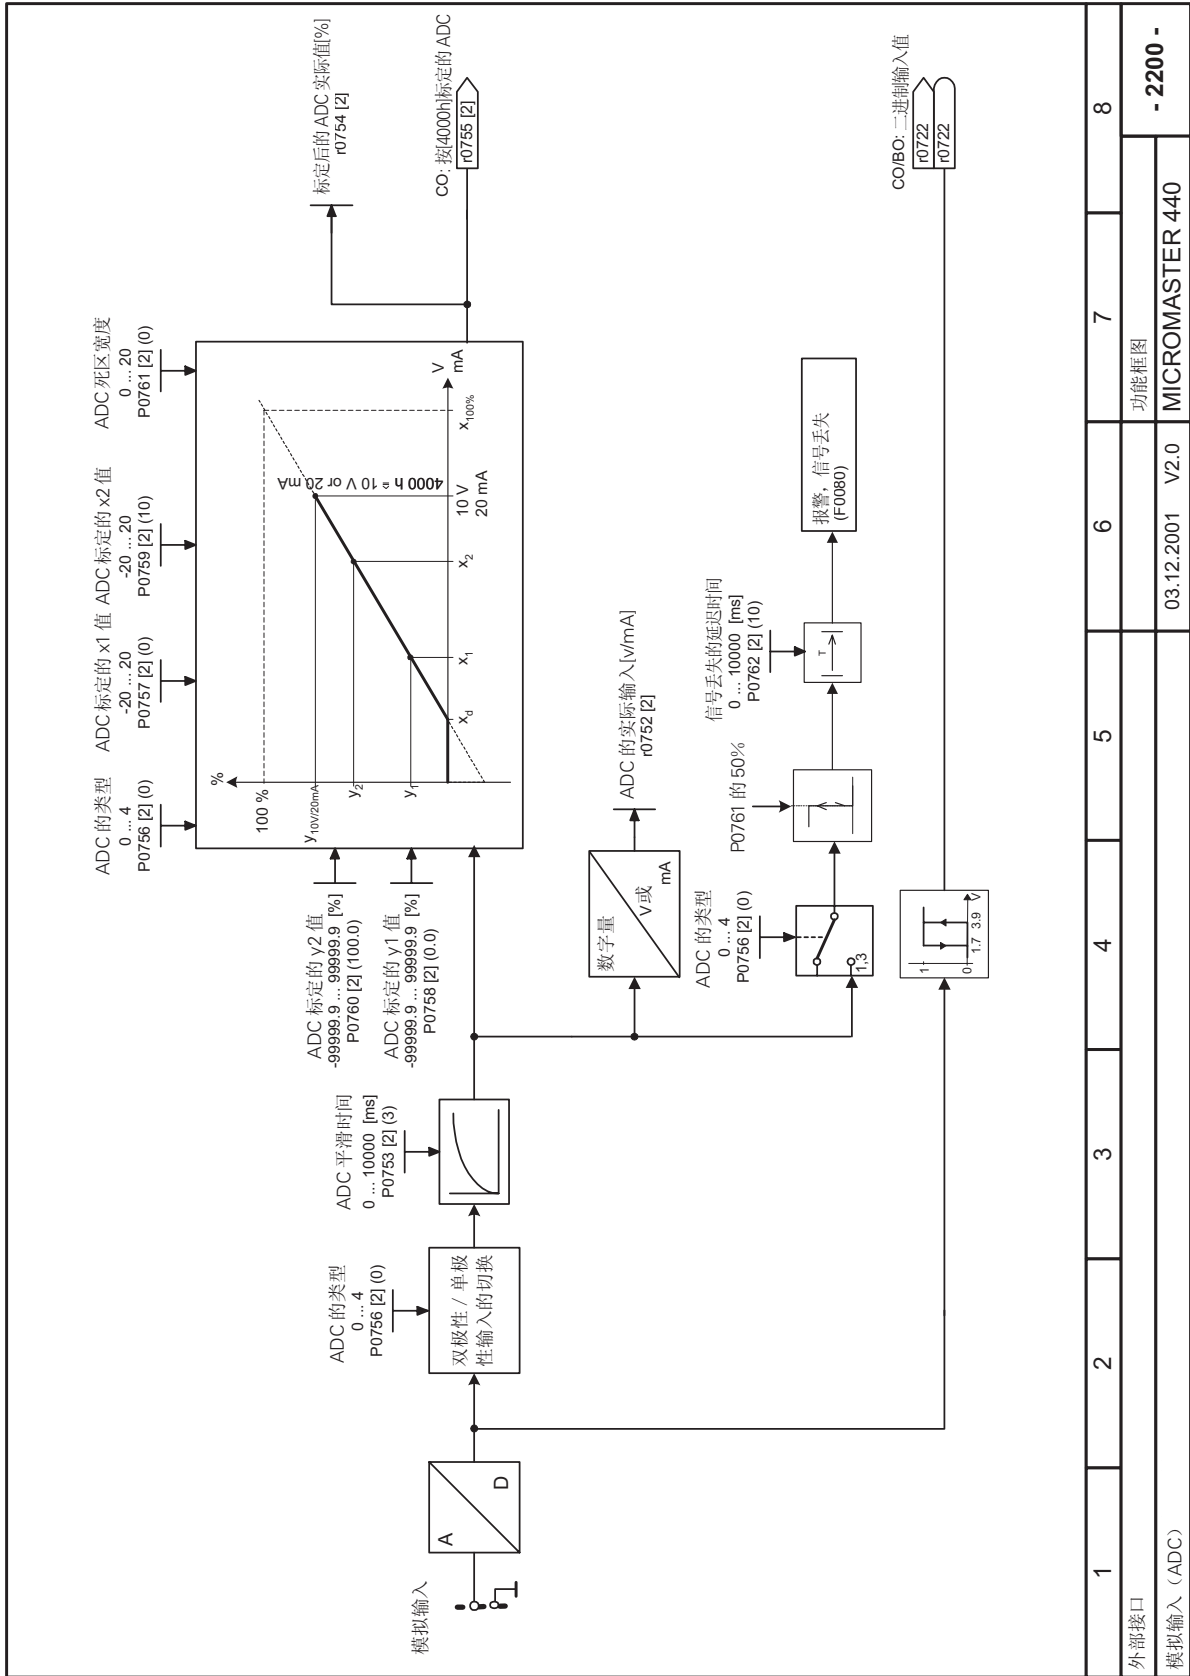 模拟输入
A
D
ADC 的类型
0 ... 4
P0756 [2] (0)
双极性 / 单极
性输入的切换
ADC 平滑时间
0 ... 10000 [ms]
P0753 [2] (3)
ADC 标定的 y2 值
-99999.9 ... 99999.9 [%]
P0760 [2] (100.0)
ADC 标定的 y1 值
-99999.9 ... 99999.9 [%]
P0758 [2] (0.0)
ADC 的类型
0 ... 4
P0756 [2] (0)
ADC 标定的 x1 值
-20 ... 20
P0757 [2] (0)
ADC 标定的 x2 值
-20 ... 20
P0759 [2] (10)
ADC 死区宽度
0 ... 20
P0761 [2] (0)
%
100 %
y10V/20mA
y2
y1
xd
x1
x2
10 V
20 mA
x100%
V
mA
4000 h ≙ 10 V or 20 mA
标定后的 ADC 实际值[%]
r0754 [2]
CO: 按[4000h]标定的 ADC
r0755 [2]
数字量
V 或
mA
ADC 的实际输入[v/mA]
r0752 [2]
ADC 的类型
0 ... 4
P0756 [2] (0)
1,3
P0761 的 50%
信号丢失的延迟时间
0 ... 10000 [ms]
P0762 [2] (10)
T
报警，信号丢失
(F0080)
1
0
1.7 3.9 V
CO/BO: 二进制输入值
r0722
r0722
1 2 3 4 5 6 7 8
外部接口
功能框图
- 2200 -
模拟输入（ADC）
03.12.2001 V2.0
MICROMASTER 440